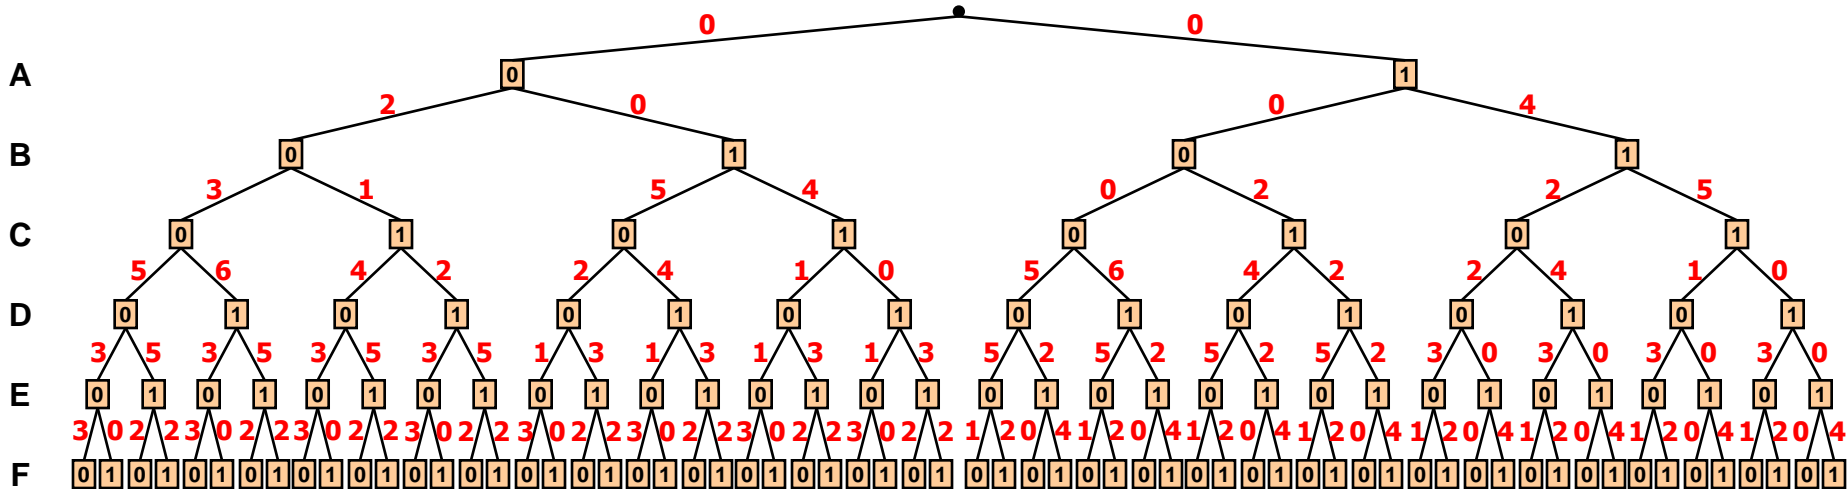 0 0
A 0 1
2 0 0 4
B 0 1 0 1
3 1 5 4 0 2 2 5
C 0 1 0 1 0 1 0 1
5 6 4 2 2 4 1 0 5 6 4 2 2 4 1 0
D 0 1 0 1 0 1 0 1 0 1 0 1 0 1 0 1
3 5 3 5 3 5 3 5 1 3 1 3 1 3 1 3 5 2 5 2 5 2 5 2 3 0 3 0 3 0 3 0
E 0 1 0 1 0 1 0 1 0 1 0 1 0 1 0 1 0 1 0 1 0 1 0 1 0 1 0 1 0 1 0 1
3 0 2 2 3 0 2 2 3 0 2 2 3 0 2 2 3 0 2 2 3 0 2 2 3 0 2 2 3 0 2 2 1 2 0 4 1 2 0 4 1 2 0 4 1 2 0 4 1 2 0 4 1 2 0 4 1 2 0 4 1 2 0 4
F 0 1 0 1 0 1 0 1 0 1 0 1 0 1 0 1 0 1 0 1 0 1 0 1 0 1 0 1 0 1 0 1 0 1 0 1 0 1 0 1 0 1 0 1 0 1 0 1 0 1 0 1 0 1 0 1 0 1 0 1 0 1 0 1